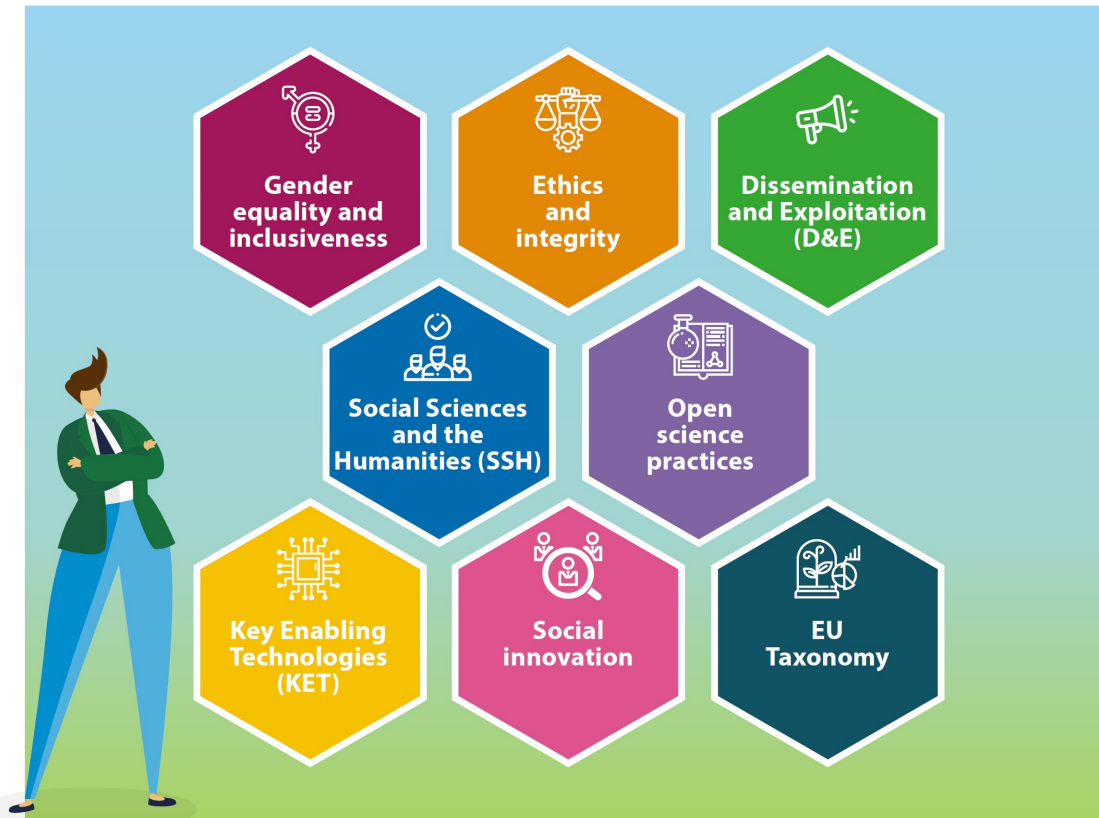 Gender
equality and
inclusiveness
Ethics
and
integrity
Dissemination
and Exploitation
(D&E)
Social Sciences
and the
Humanities (SSH)
Open
science
practices
Key Enabling
Technologies
(KET)
Social
innovation
EU
Taxonomy